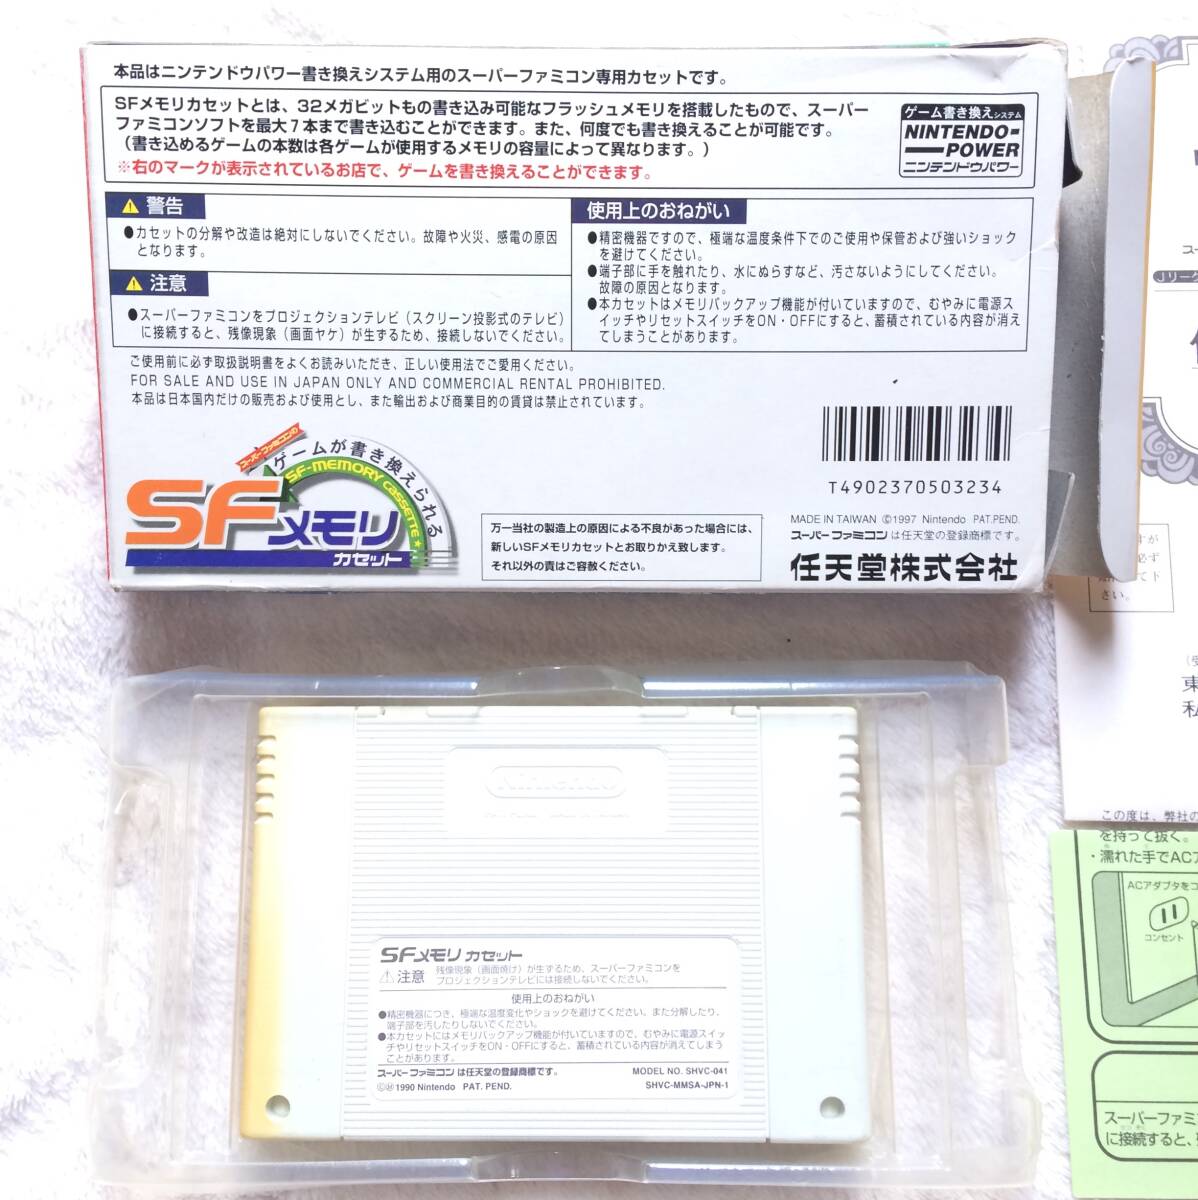 本品はニンテンドウパワー書き換えシステム用のスーパーファミコン専用カセットです。
SFメモリカセットとは、32メガビットもの書き込み可能なフラッシュメモリを搭載したもので、スーパー
ファミコンソフトを最大7本まで書き込むことができます。また、何度でも書き換えることが可能です。
(書き込めるゲームの本数は各ゲームが使用するメモリの容量によって異なります。)
※右のマークが表示されているお店で、ゲームを書き換えることができます。
ゲーム書き換えシステム
NINTENDO
POWER
ニンテンドウパワー
警告
●カセットの分解や改造は絶対にしないでください。故障や火災、感電の原因
となります。
注意
●スーパーファミコンをプロジェクションテレビ(スクリーン投影式のテレビ)
に接続すると、残像現象(画面ヤケ)が生ずるため、接続しないでください。
使用上のおねがい
●精密機器ですので、極端な温度条件下でのご使用や保管および強いショック
を避けてください。
●端子部に手を触れたり、水にぬらすなど、汚さないようにしてください。
故障の原因となります。
●本カセットはメモリバックアップ機能が付いていますので、むやみに電源ス
イッチやリセットスイッチをON・OFFにすると、蓄積されている内容が消え
てしまうことがあります。
ご使用前に必ず取扱説明書をよくお読みいただき、正しい使用法でご愛用ください。
FOR SALE AND USE IN JAPAN ONLY AND COMMERCIAL RENTAL PROHIBITED.
本品は日本国内だけの販売および使用とし、また輸出および商業目的の賃貸は禁止されています。
スーパーファミコンの
ゲームが書き換えられる
SF-MEMORY CASSETTE★
SFメモリ
カセット
万一当社の製造上の原因による不良があった場合には、
新しいSFメモリカセットとお取りかえ致します。
それ以外の責はご容赦ください。
T4902370503234
MADE IN TAIWAN ©1997 Nintendo PAT.PEND.
スーパーファミコンは任天堂の登録商標です。
任天堂株式会社
Nintendo
SFメモリ カセット
注意
残像現象(画面焼け)が生ずるため、スーパーファミコンを
プロジェクションテレビには接続しないでください。
使用上のおねがい
●精密機器につき、極端な温度変化やショックを避けてください。また分解したり、
端子部を汚したりしないでください。
●本カセットにはメモリバックアップ機能が付いていますので、むやみに電源スイッ
チやリセットスイッチをON・OFFにすると、蓄積されている内容が消えてしまう
ことがあります。
スーパーファミコンは任天堂の登録商標です。
MODEL NO. SHVC-041
©1990 Nintendo PAT. PEND.
SHVC-MMSA-JPN-1
Jリーグ
すが
必ず
て下
さい。
東
私
この度は、弊社の
を持って抜く。
・濡れた手でAC
ACアダプタをコ
コンセント
スーパーファミ
に接続すると、